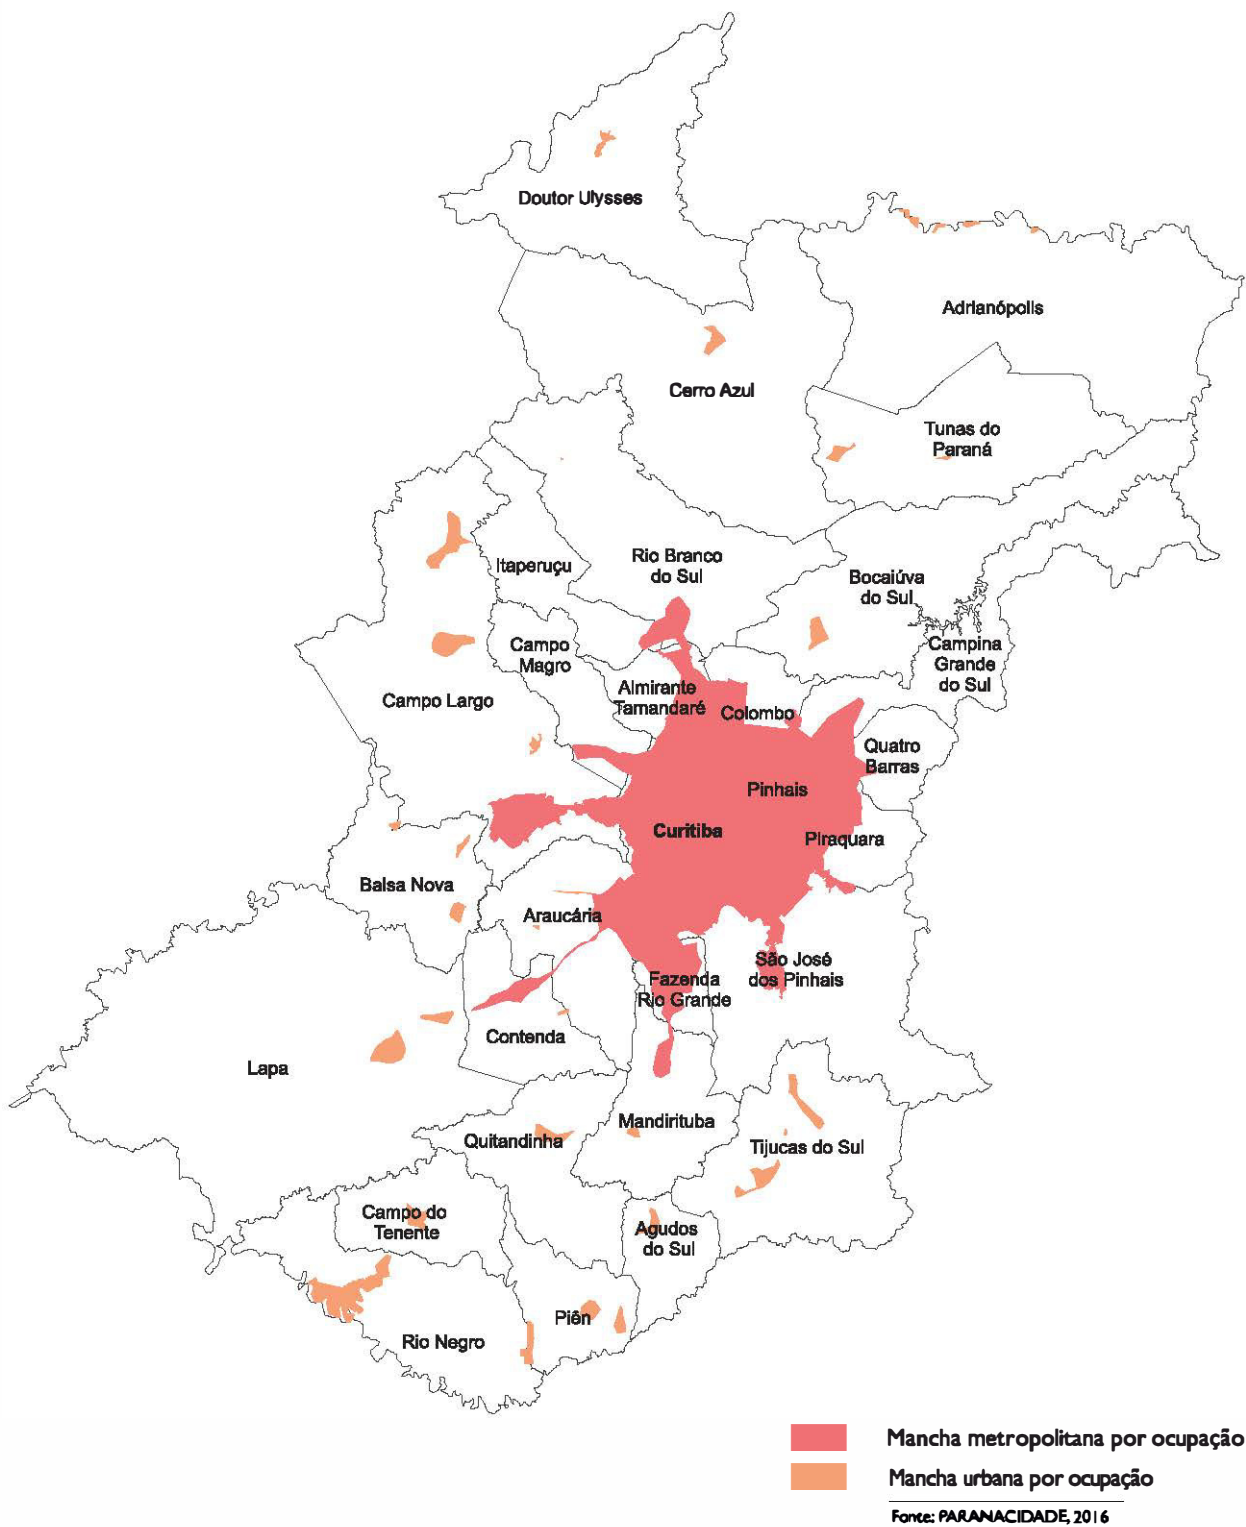 Doutor Ulysses
Adrianópolis
Cerro Azul
Tunas do
Paraná
Itaperuçu
Rio Branco
do Sul
Bocaiúva
do Sul
Campo
Magro
Campina
Grande
do Sul
Campo Largo
Almirante
Tamandaré
Colombo
Quatro
Barras
Pinhais
Curitiba
Piraquara
Balsa Nova
Araucária
São José
dos Pinhais
Fazenda
Rio Grande
Contenda
Lapa
Mandirituba
Quitandinha
Tijucas do Sul
Campo do
Tenente
Agudos
do Sul
Piên
Rio Negro
Mancha metropolitana por ocupação
Mancha urbana por ocupação
Fonte: PARANACIDADE, 2016